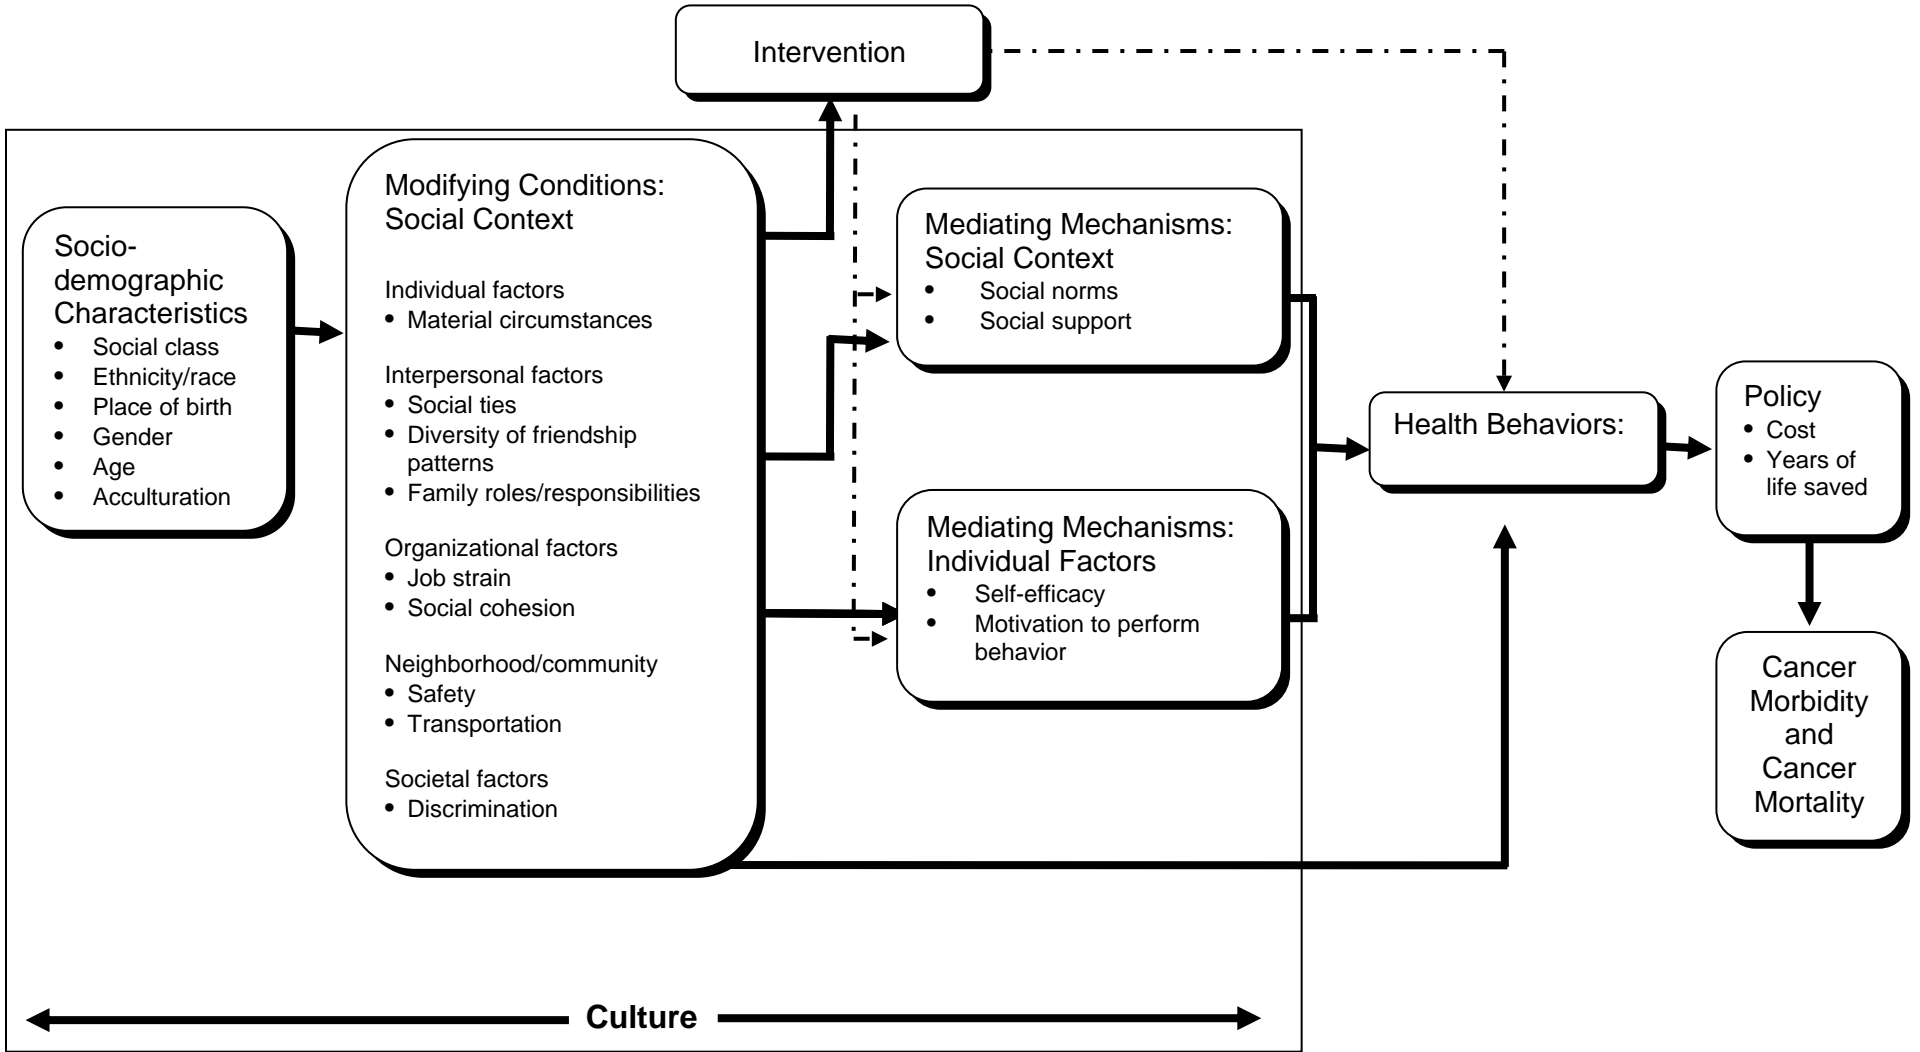 Intervention
Socio-
demographic
Characteristics
• Social class
• Ethnicity/race
• Place of birth
• Gender
• Age
• Acculturation
Modifying Conditions:
Social Context
Individual factors
• Material circumstances
Interpersonal factors
• Social ties
• Diversity of friendship
patterns
• Family roles/responsibilities
Organizational factors
• Job strain
• Social cohesion
Neighborhood/community
• Safety
• Transportation
Societal factors
• Discrimination
Mediating Mechanisms:
Social Context
• Social norms
• Social support
Mediating Mechanisms:
Individual Factors
• Self-efficacy
• Motivation to perform
behavior
Health Behaviors:
Policy
• Cost
• Years of
life saved
Cancer
Morbidity
and
Cancer
Mortality
Culture